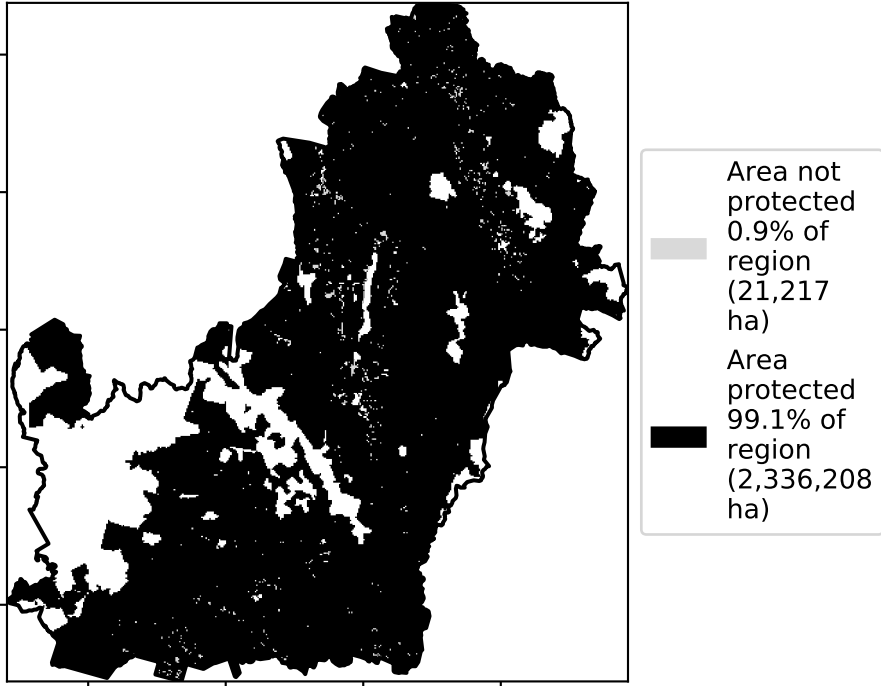 Area not
protected
0.9% of
region
(21,217
ha)
Area
protected
99.1% of
region
(2,336,208
ha)